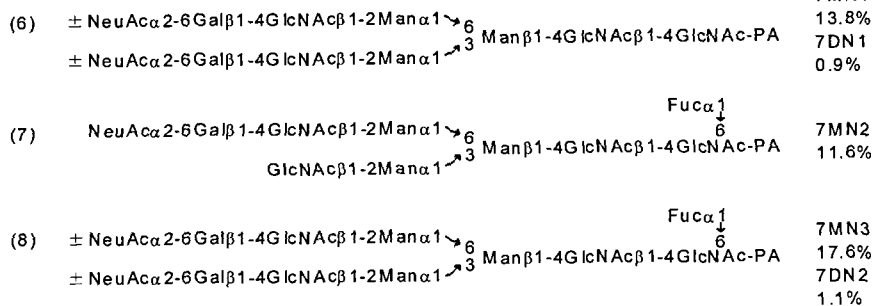 (6) ± NeuAcα2-6Galβ1-4GlcNAcβ1-2Manα1↘6 13.8%
Manβ1-4GlcNAcβ1-4GlcNAc-PA 7DN1
± NeuAcα2-6Galβ1-4GlcNAcβ1-2Manα1↗3 0.9%
Fucα1
↓
(7) NeuAcα2-6Galβ1-4GlcNAcβ1-2Manα1↘6 6 7MN2
Manβ1-4GlcNAcβ1-4GlcNAc-PA 11.6%
GlcNAcβ1-2Manα1↗3
Fucα1
↓
(8) ± NeuAcα2-6Galβ1-4GlcNAcβ1-2Manα1↘6 6 7MN3
Manβ1-4GlcNAcβ1-4GlcNAc-PA 17.6%
± NeuAcα2-6Galβ1-4GlcNAcβ1-2Manα1↗3 7DN2
1.1%